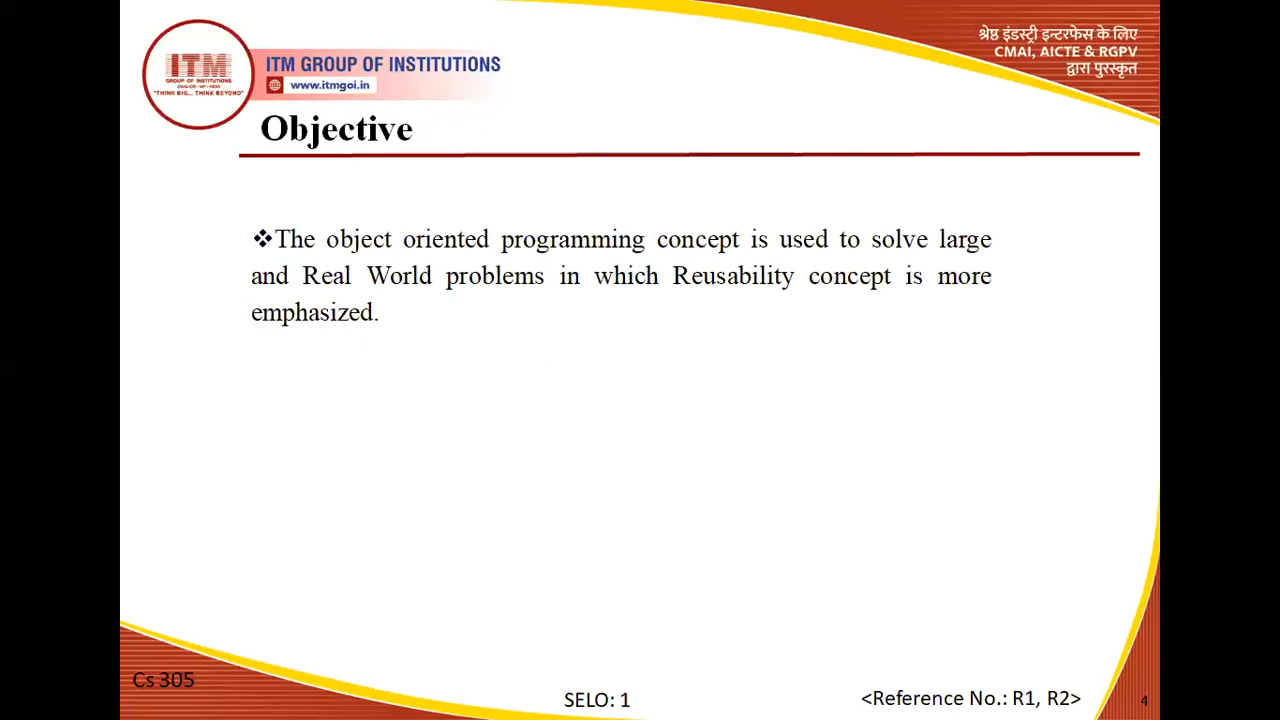 श्रेष्ठ इंडस्ट्री इन्टरफेस के लिए
CMAI, AICTE & RGPV
द्वारा पुरस्कृत
ITM
GROUP OF INSTITUTIONS
"THINK BIG... THINK BEYOND"
ITM GROUP OF INSTITUTIONS
www.itmgoi.in
Objective
❖The object oriented programming concept is used to solve large
and Real World problems in which Reusability concept is more
emphasized.
Cs 305
SELO: 1
<Reference No.: R1, R2>
4